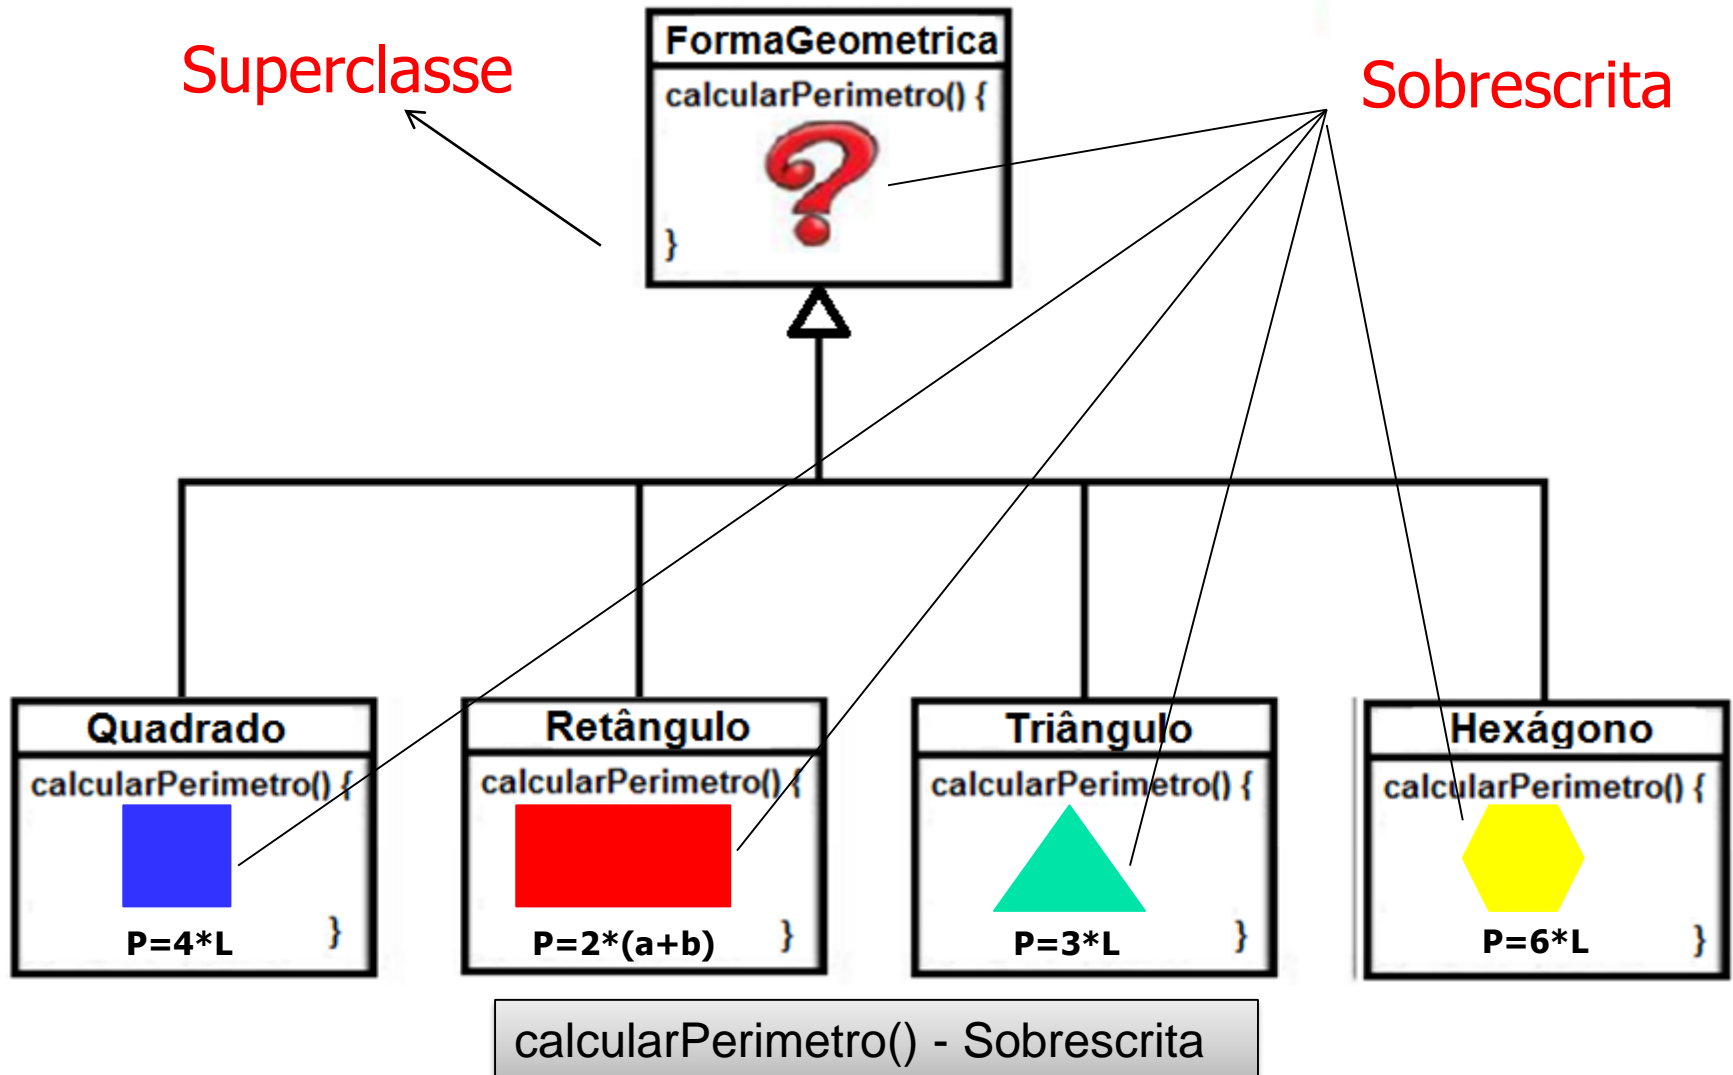 Superclasse
FormaGeometrica
calcularPerimetro() {
}
Sobrescrita
Quadrado
calcularPerimetro() {
}
P=4*L
Retângulo
calcularPerimetro() {
}
P=2*(a+b)
Triângulo
calcularPerimetro() {
}
P=3*L
Hexágono
calcularPerimetro() {
}
P=6*L
calcularPerimetro() - Sobrescrita